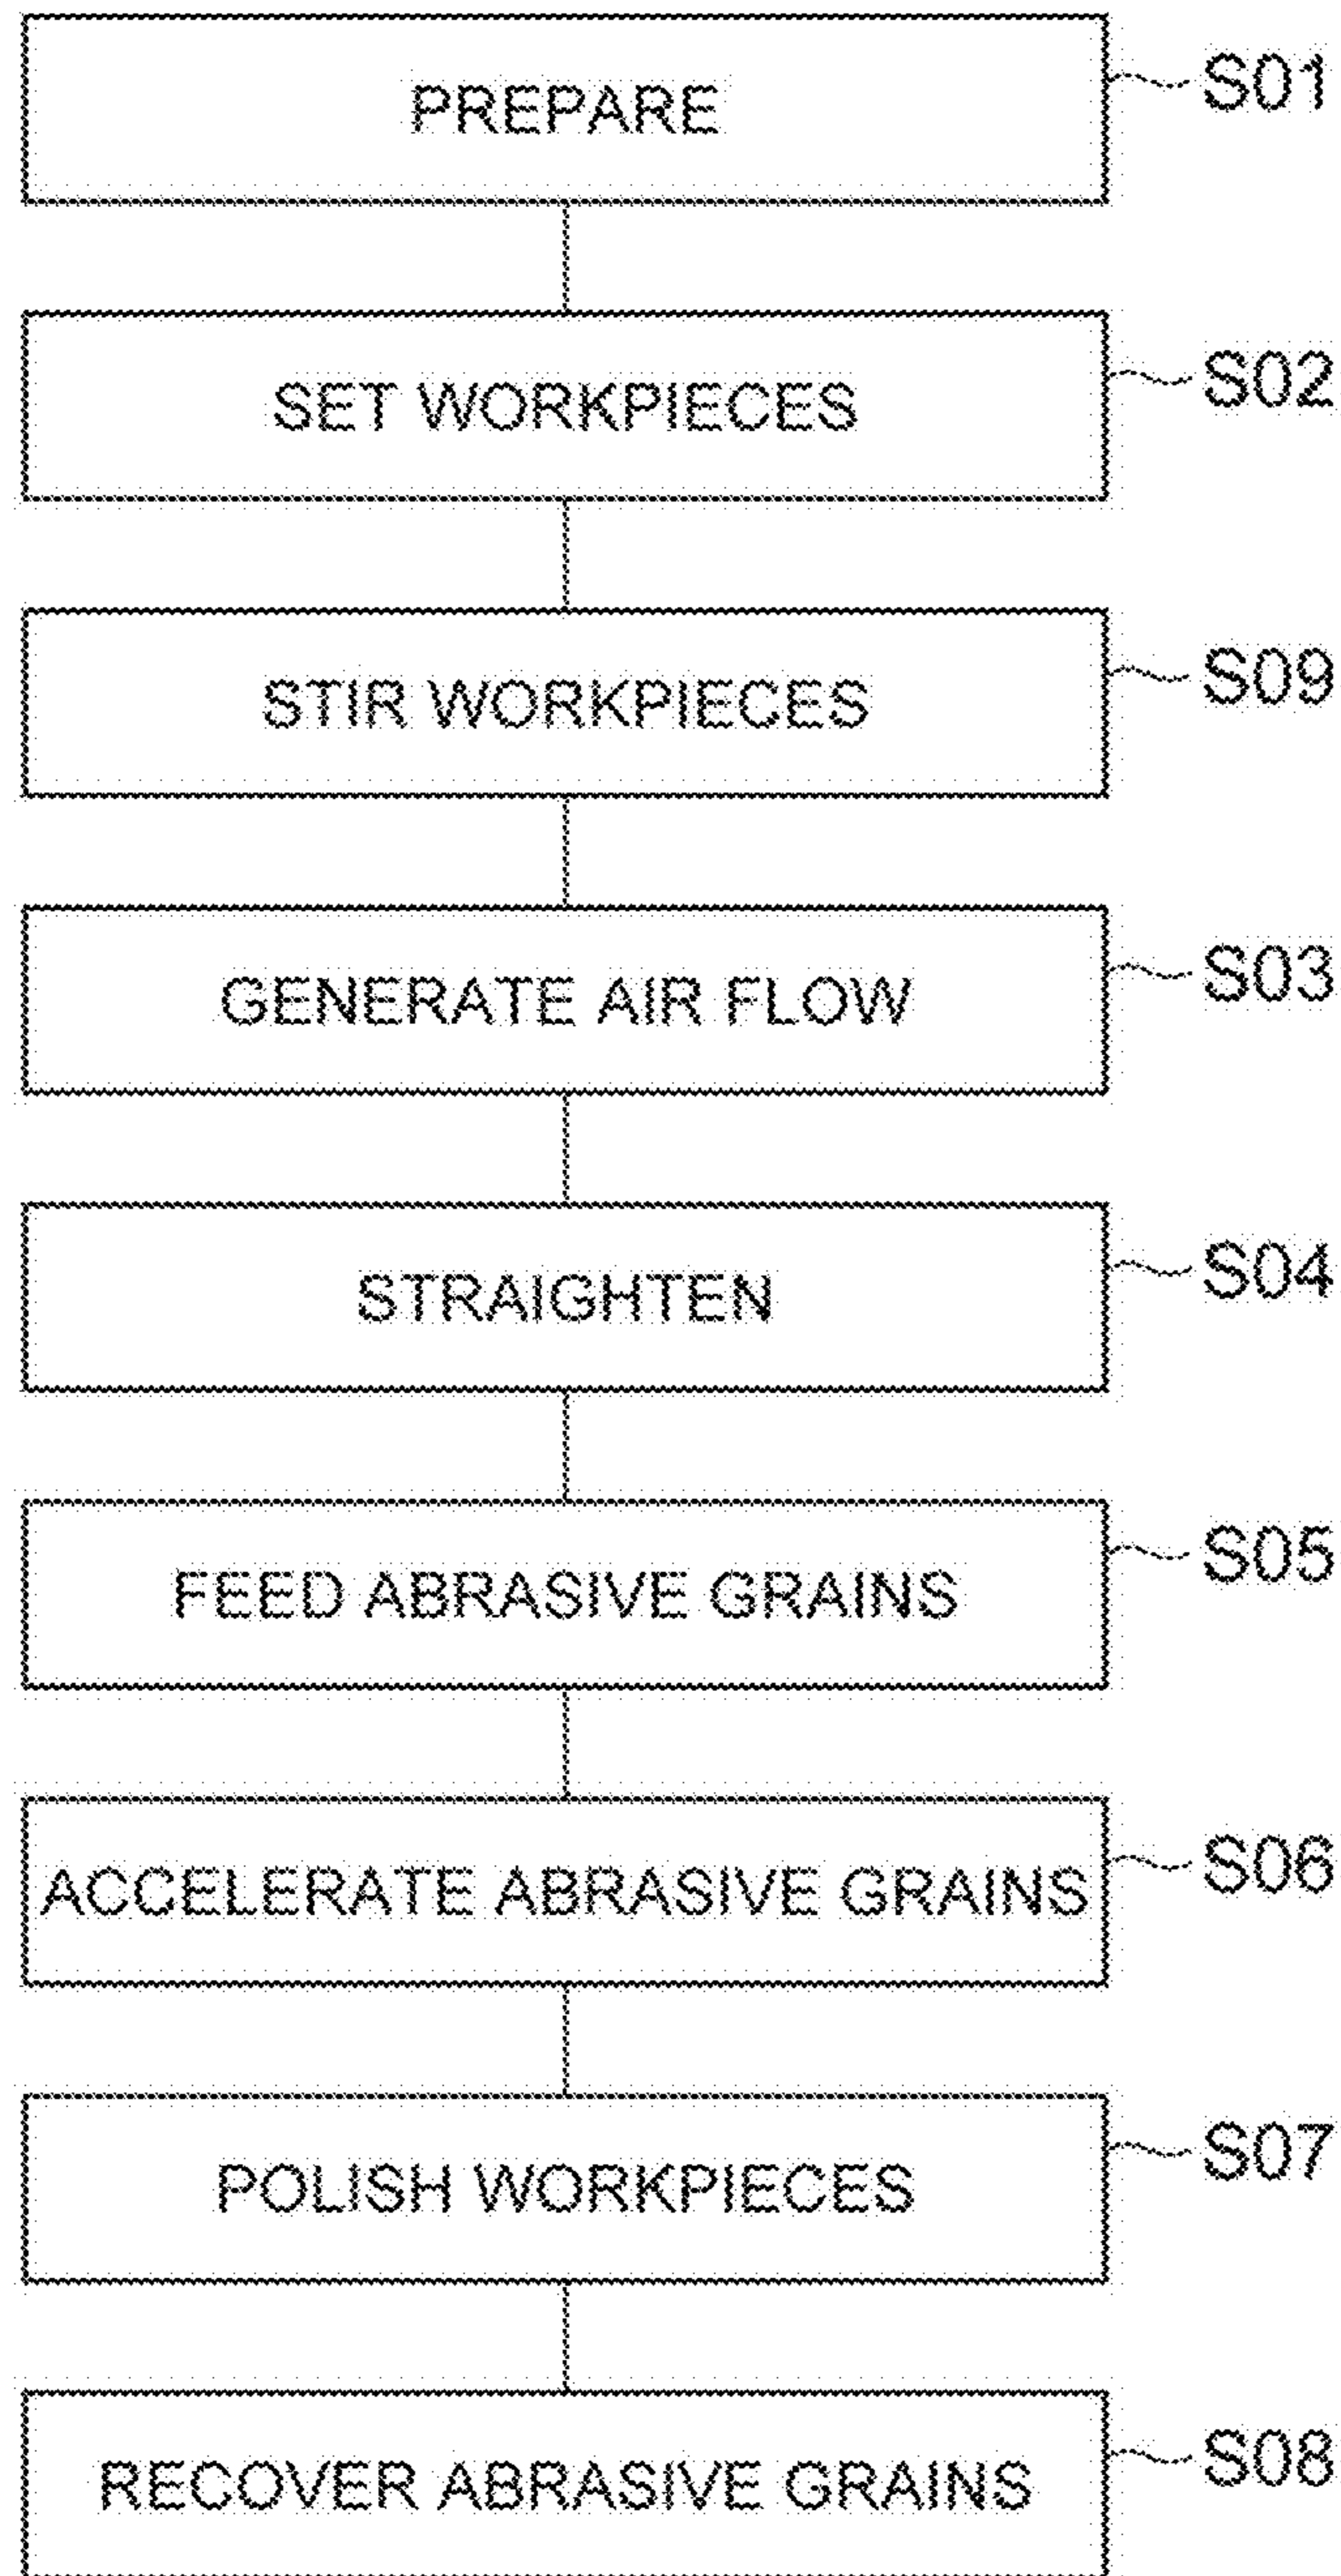 PREPARE S01
SET WORKPIECES S02
STIR WORKPIECES S09
GENERATE AIR FLOW S03
STRAIGHTEN S04
FEED ABRASIVE GRAINS S05
ACCELERATE ABRASIVE GRAINS S06
POLISH WORKPIECES S07
RECOVER ABRASIVE GRAINS S08